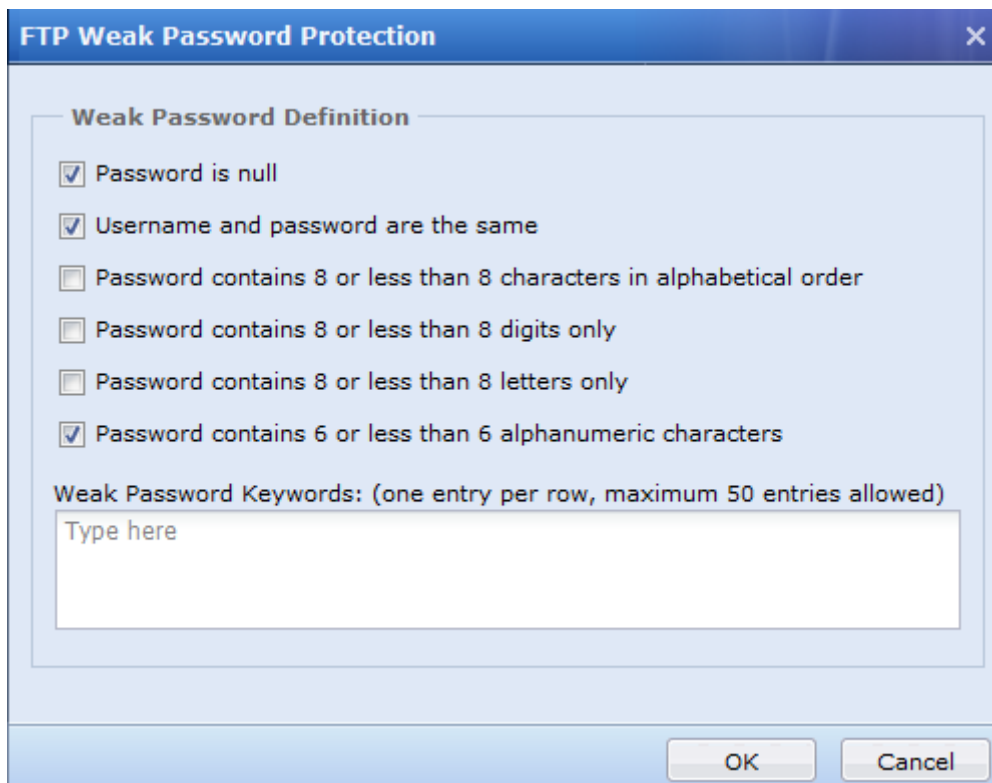 FTP Weak Password Protection
Weak Password Definition
Password is null
Username and password are the same
Password contains 8 or less than 8 characters in alphabetical order
Password contains 8 or less than 8 digits only
Password contains 8 or less than 8 letters only
Password contains 6 or less than 6 alphanumeric characters
Weak Password Keywords: (one entry per row, maximum 50 entries allowed)
Type here
OK
Cancel